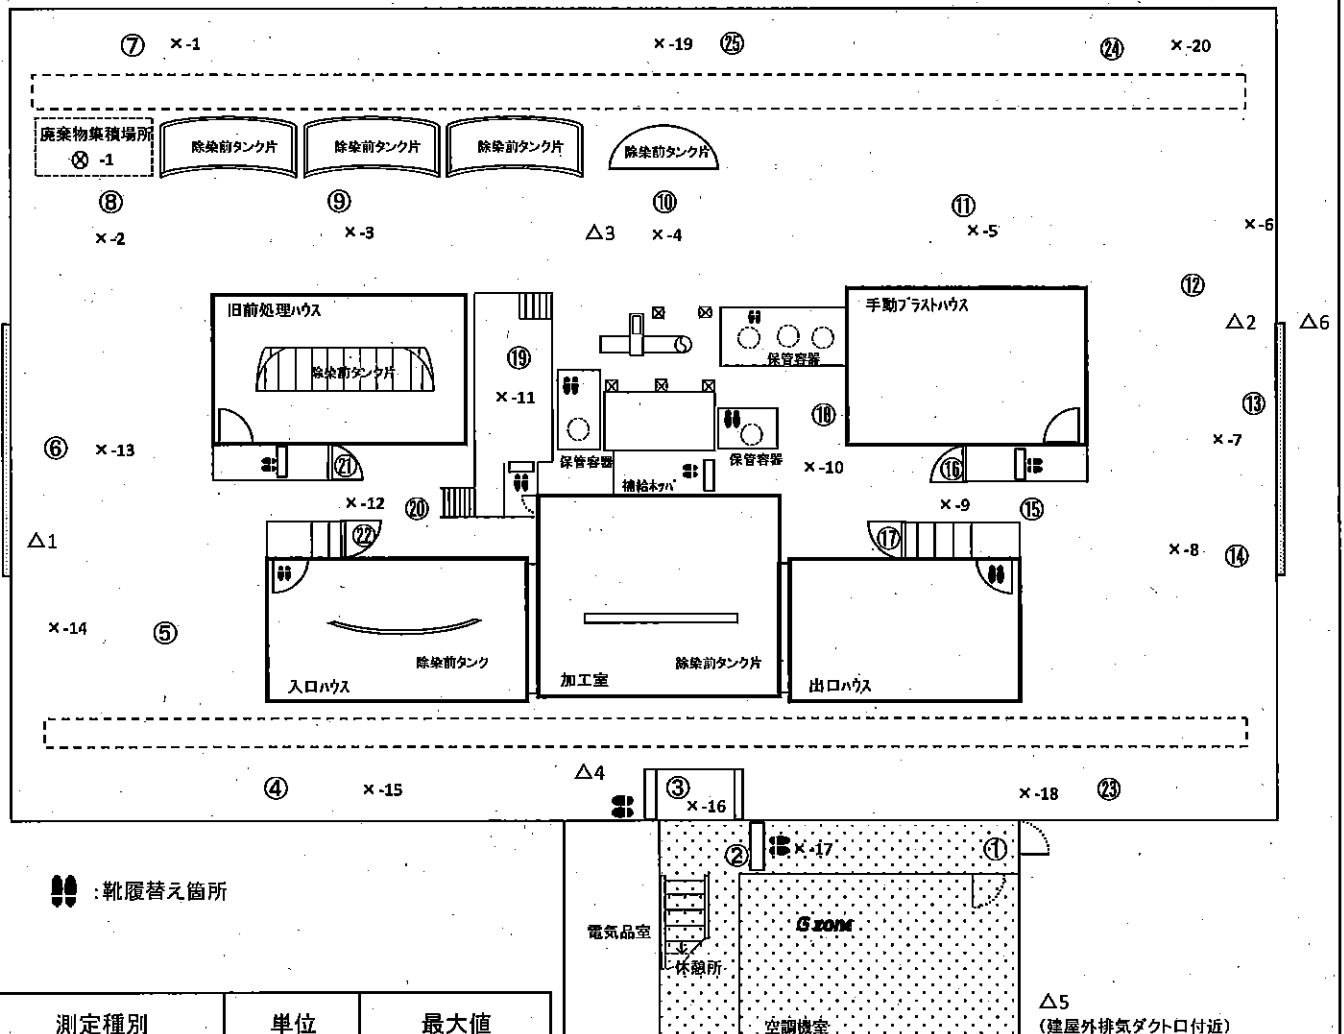 ⑦ ×-1 ×-19 ㉕ ㉔ ×-20
廃棄物集積場所
⊗ -1
除染前タンク片 除染前タンク片 除染前タンク片 除染前タンク片
⑧ ⑨ ⑩ ⑪
×-2 ×-3 △3 ×-4 ×-5 ×-6
⑫
旧前処理ハウス 手動ブラストハウス
△2 △6
除染前タンク片
⑲
保管容器
×-11 ⑱ ⑬
⑥ ×-13 ×-7
㉑ 保管容器 保管容器 ×-10 ⑯
×-12 ⑳ ×-9 ⑮
△1 ㉒ ⑰ ×-8 ⑭
×-14 ⑤
除染前タンク 除染前タンク片
入口ハウス 加工室 出口ハウス
④ ×-15 △4 ③ ×-16 ×-18 ㉓
② ×-17 ①
:靴履替え箇所
電気品室 G zone
休憩所
測定種別 単位 最大値
空調機室
△5
(建屋外排気ダクト口付近)